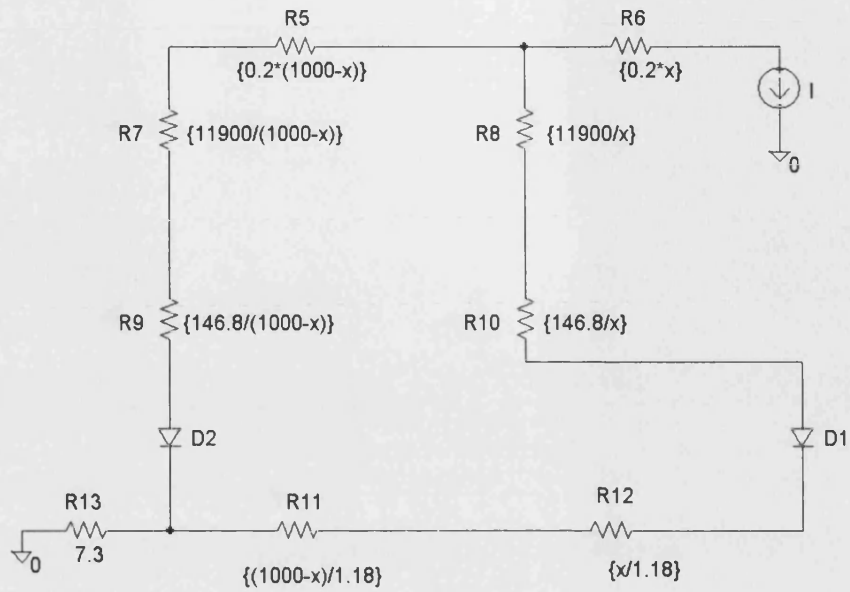 R5
R6
{0.2*(1000-x)}
{0.2*x}
I
R7
{11900/(1000-x)}
R8
{11900/x}
0
R9
{146.8/(1000-x)}
R10
{146.8/x}
D2
D1
R13
R11
R12
7.3
0
{(1000-x)/1.18}
{x/1.18}